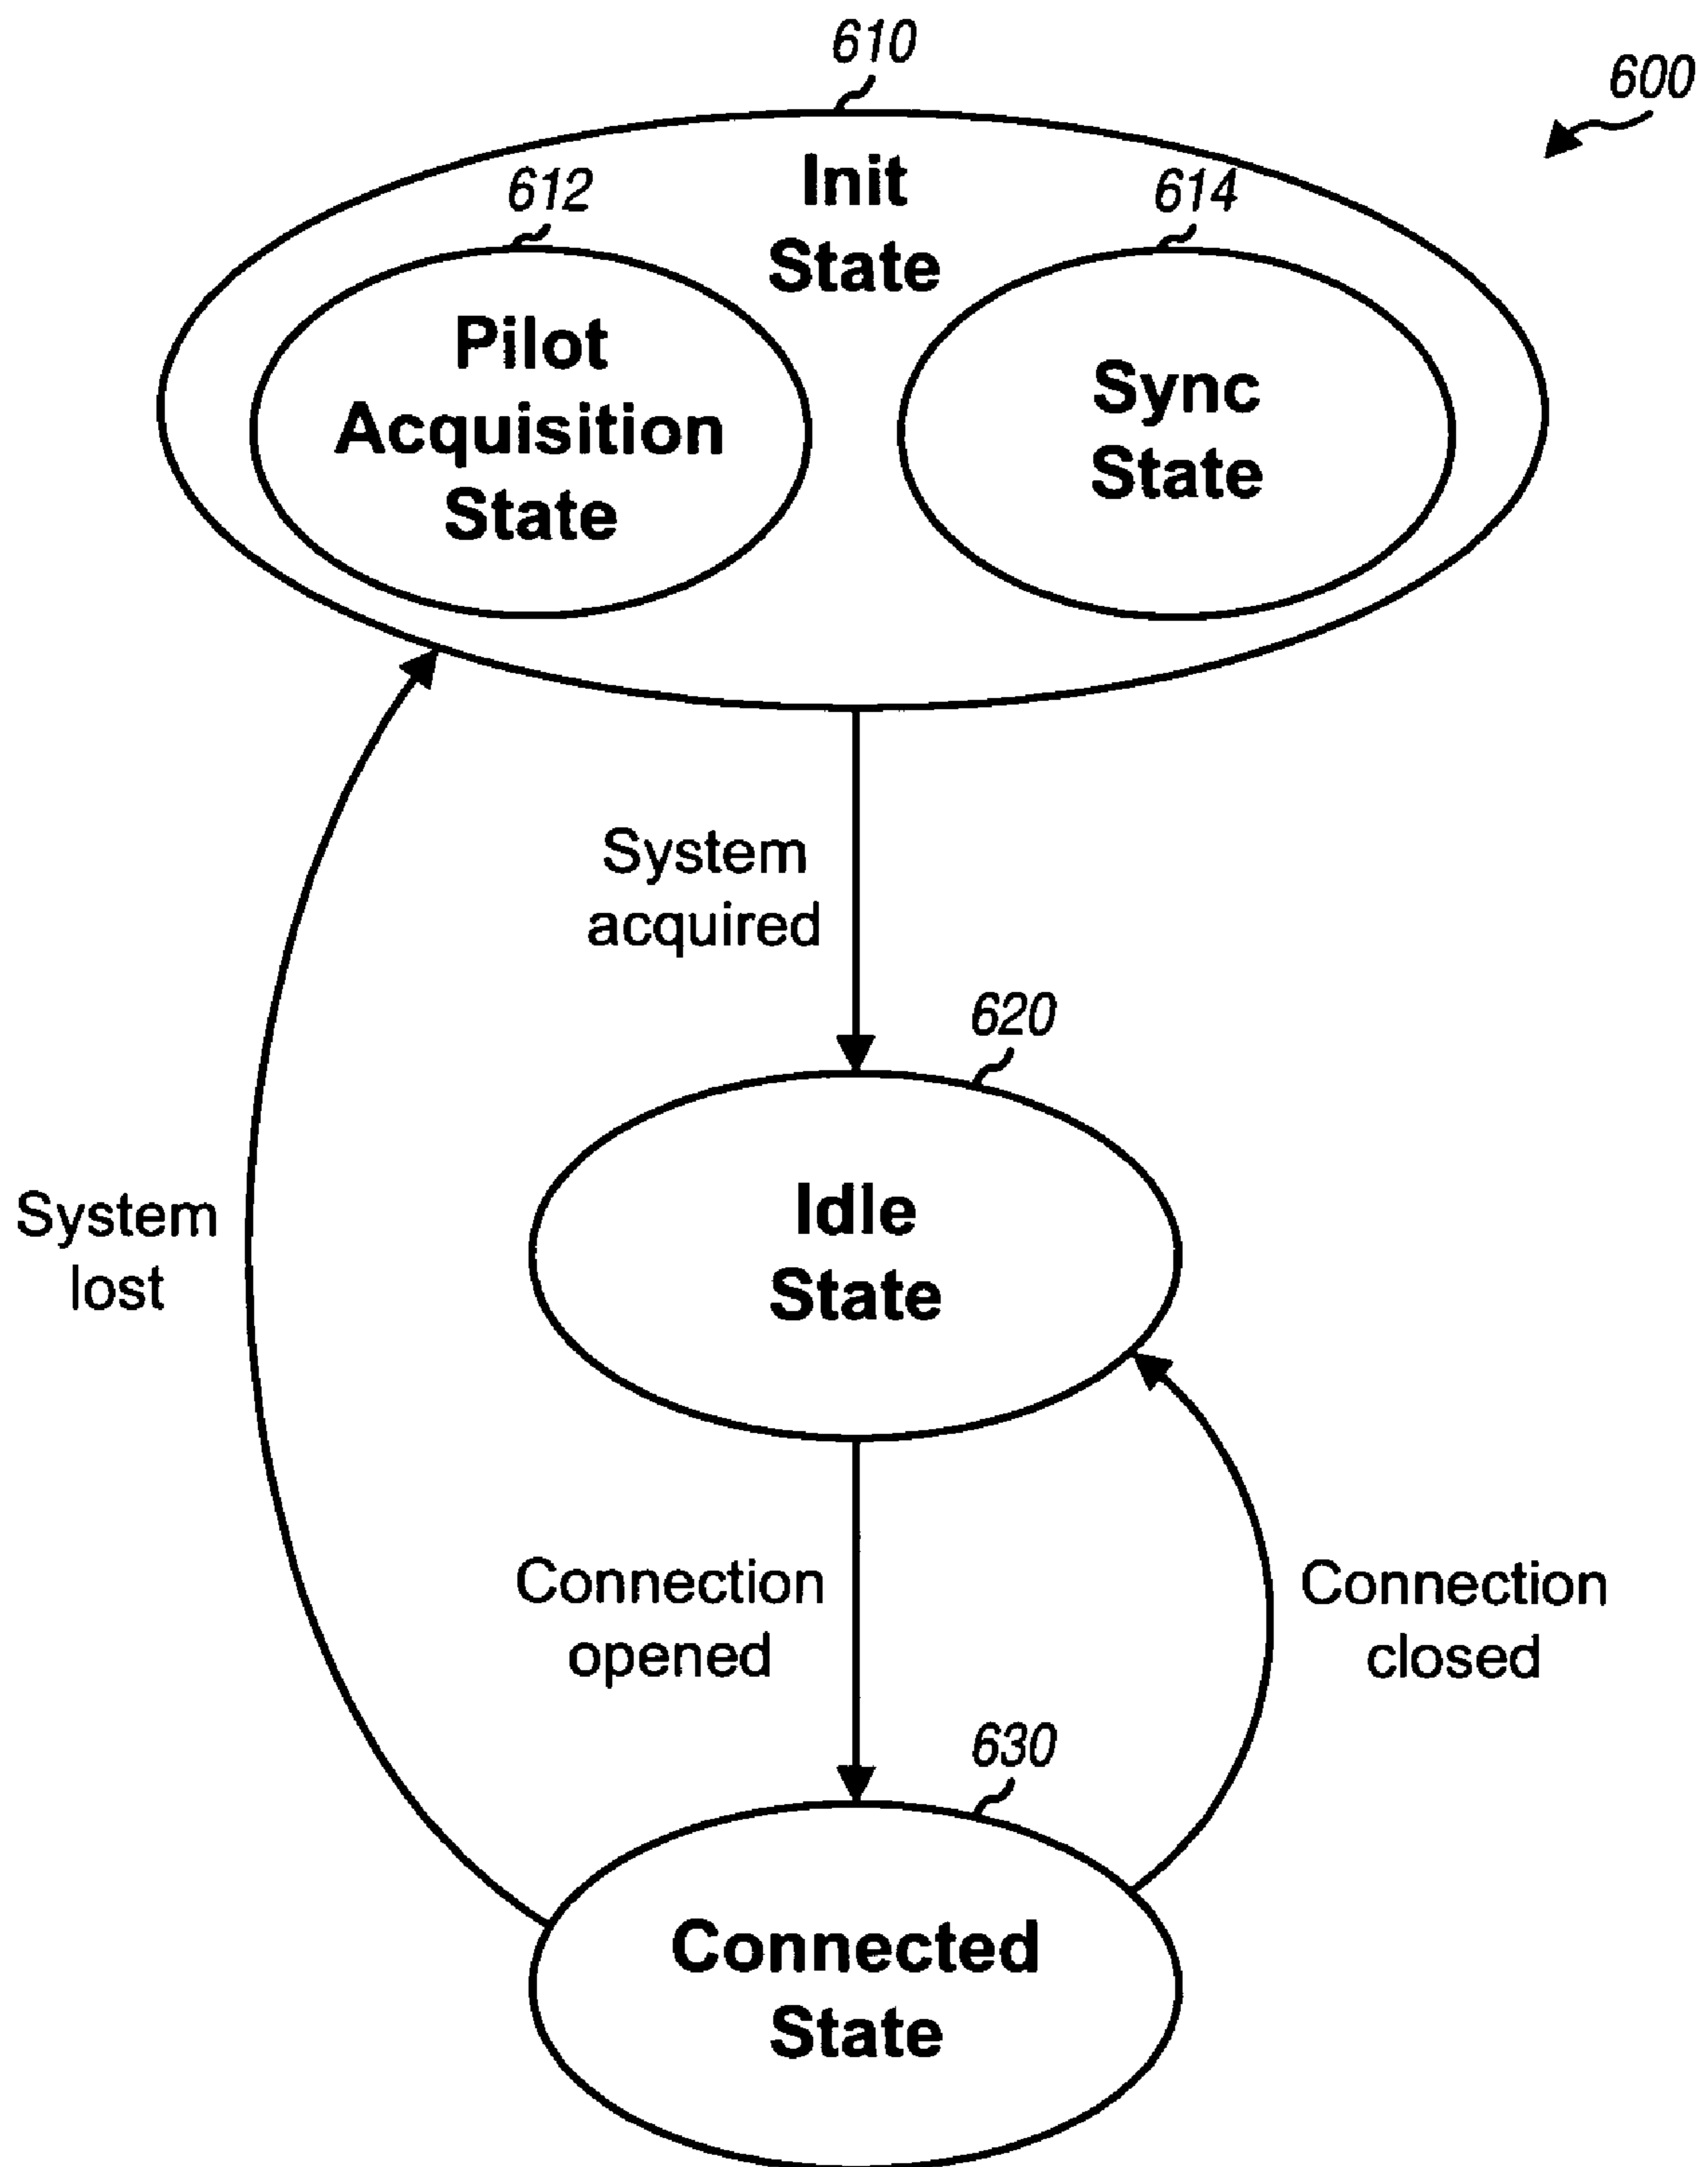 610
600
Init
State
612
614
Pilot
Acquisition
State
Sync
State
System
acquired
620
Idle
State
System
lost
Connection
opened
Connection
closed
630
Connected
State